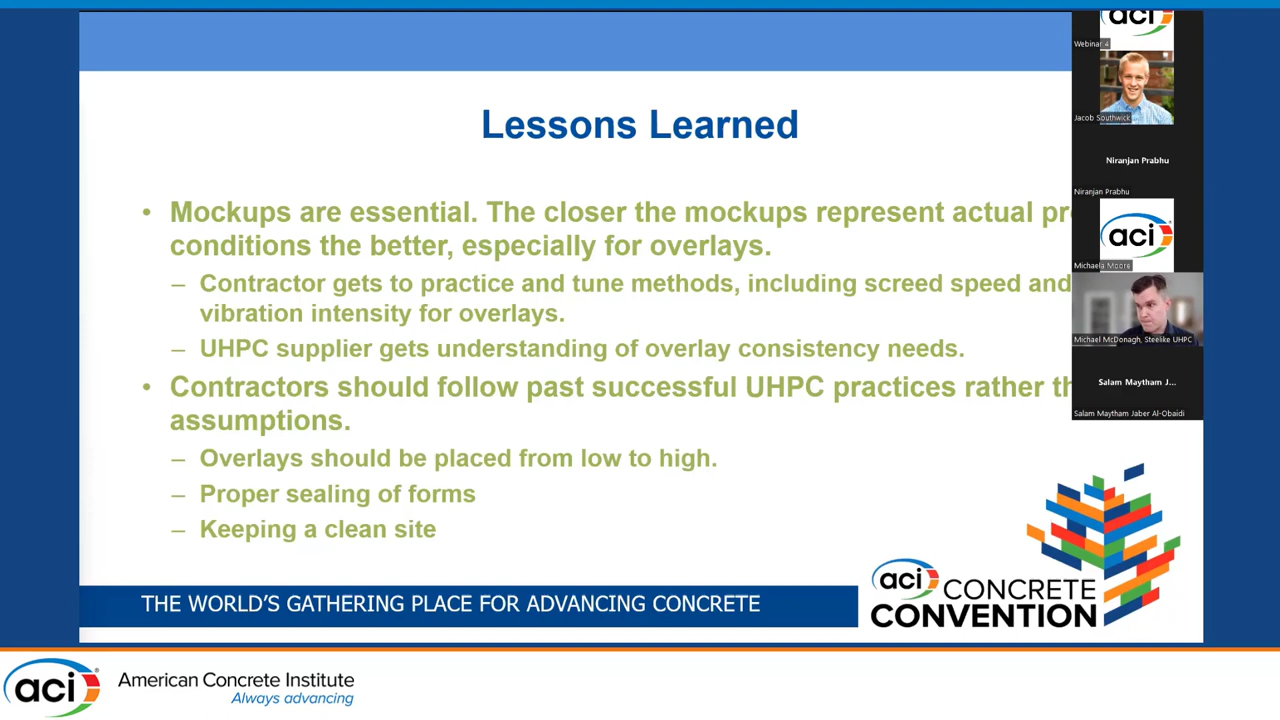 Lessons Learned
• Mockups are essential. The closer the mockups represent actual
conditions the better, especially for overlays.
– Contractor gets to practice and tune methods, including screed speed and
vibration intensity for overlays.
– UHPC supplier gets understanding of overlay consistency needs.
• Contractors should follow past successful UHPC practices rather
assumptions.
– Overlays should be placed from low to high.
– Proper sealing of forms
– Keeping a clean site
THE WORLD'S GATHERING PLACE FOR ADVANCING CONCRETE
aci CONCRETE
CONVENTION
aci
Webinar 4
Jacob Southwick
Niranjan Prabhu
Niranjan Prabhu
aci
Michaela Moore
Michael McDonagh, Steelike UHPC
Salam Maytham J...
Salam Maytham Jaber Al-Obaidi
aci®
American Concrete Institute
Always advancing